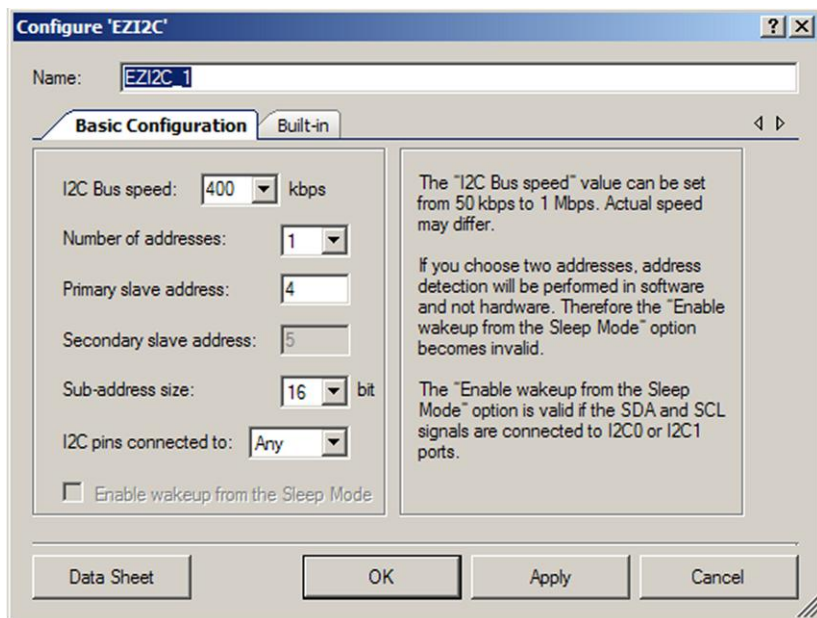 Configure 'EZI2C'
Name: EZI2C_1
Basic Configuration Built-in
I2C Bus speed: 400 kbps
Number of addresses: 1
Primary slave address: 4
Secondary slave address: 5
Sub-address size: 16 bit
I2C pins connected to: Any
Enable wakeup from the Sleep Mode
The "I2C Bus speed" value can be set
from 50 kbps to 1 Mbps. Actual speed
may differ.
If you choose two addresses, address
detection will be performed in software
and not hardware. Therefore the "Enable
wakeup from the Sleep Mode" option
becomes invalid.
The "Enable wakeup from the Sleep
Mode" option is valid if the SDA and SCL
signals are connected to I2C0 or I2C1
ports.
Data Sheet OK Apply Cancel